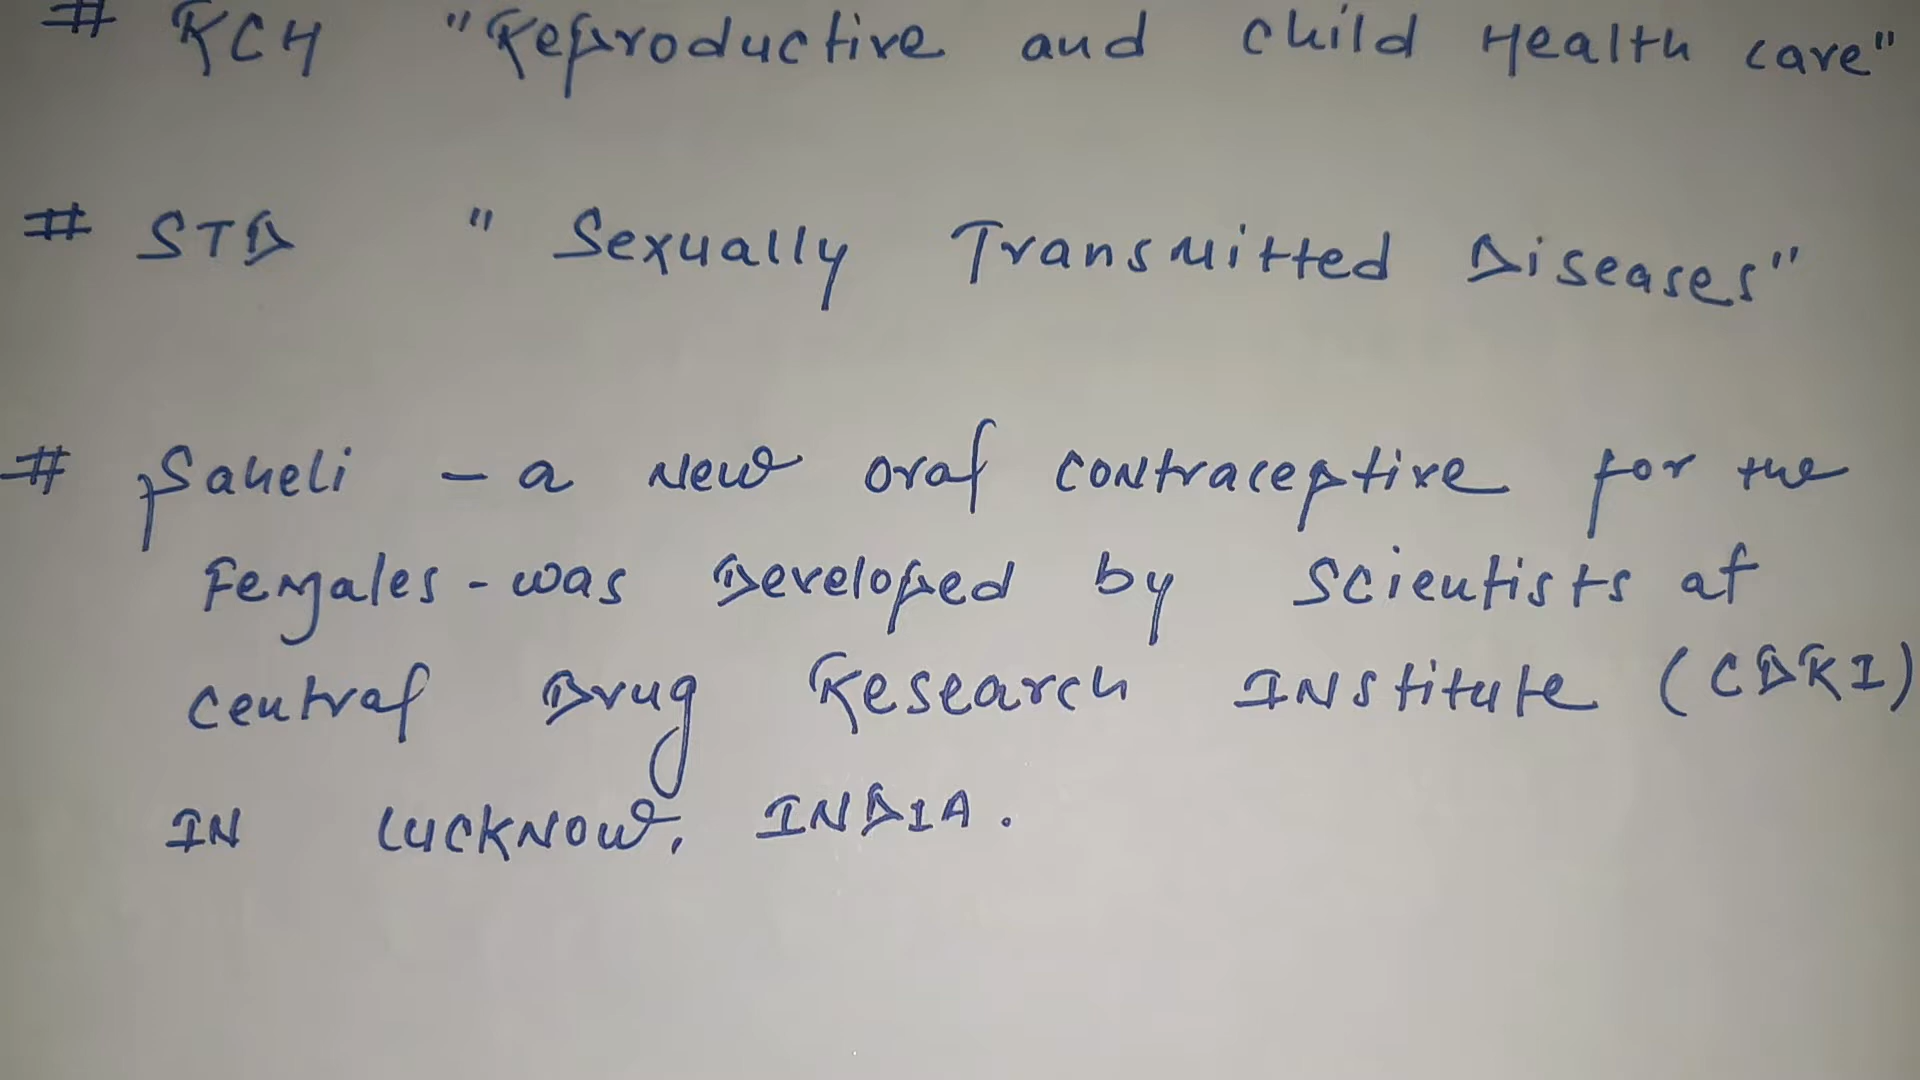 # RCH "Reproductive and child Health care"
# STD "Sexually Transmitted Diseases"
# Saheli - a New oral contraceptive for the
Females - was Developed by Scientists at
central Drug Research Institute (CDRI)
IN Lucknow, INDIA.